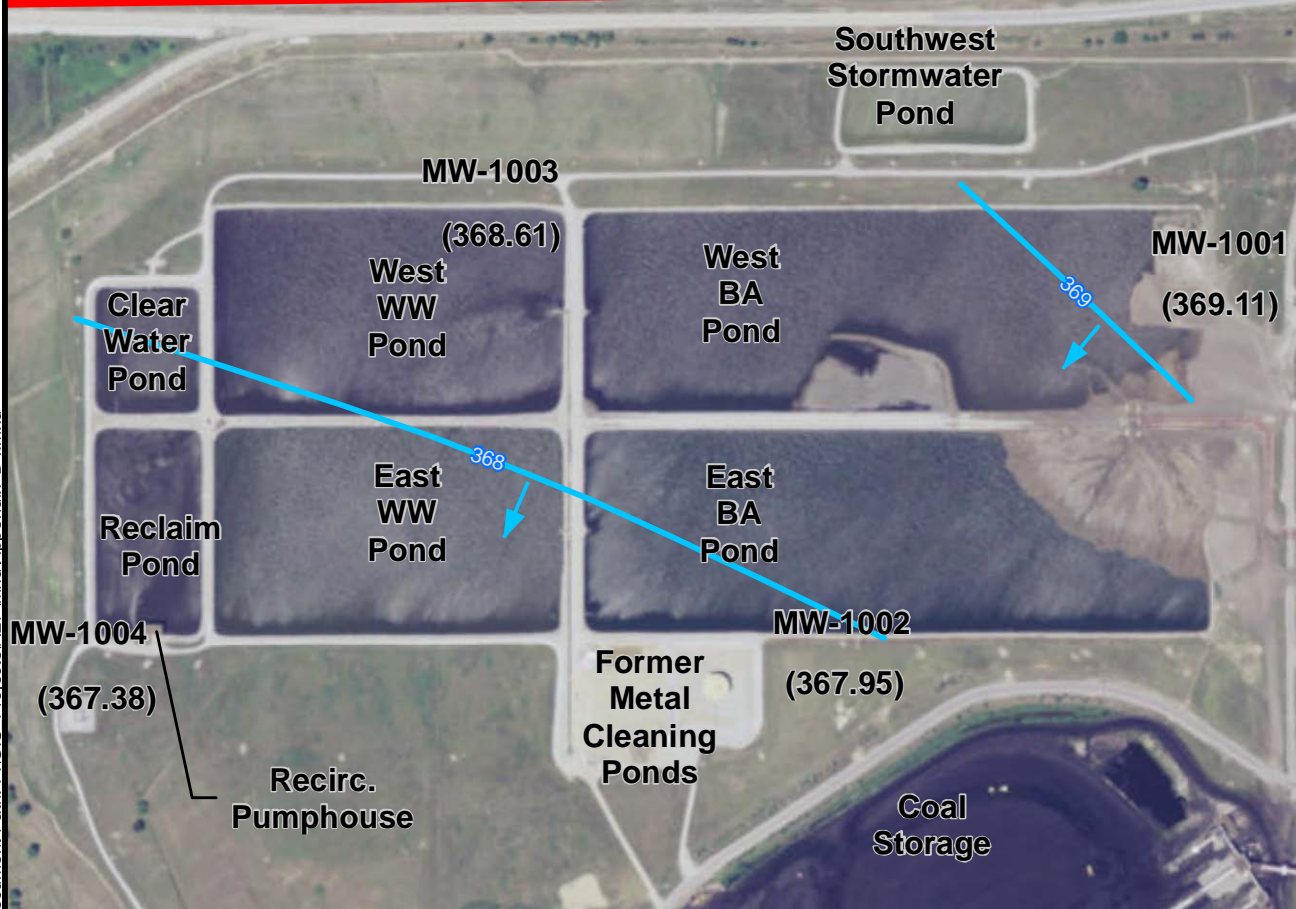 Southwest
Stormwater
Pond
MW-1003
(368.61)
West
WW
Pond
West
BA
Pond
MW-1001
(369.11)
369
Clear
Water
Pond
368
East
WW
Pond
East
BA
Pond
Reclaim
Pond
MW-1004
(367.38)
MW-1002
(367.95)
Former
Metal
Cleaning
Ponds
Recirc.
Pumphouse
Coal
Storage